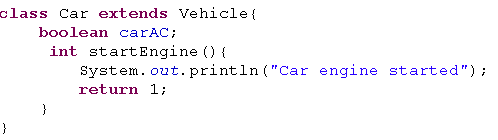 class Car extends Vehicle{
boolean carAC;
int startEngine(){
System.out.println("Car engine started");
return 1;
}
}